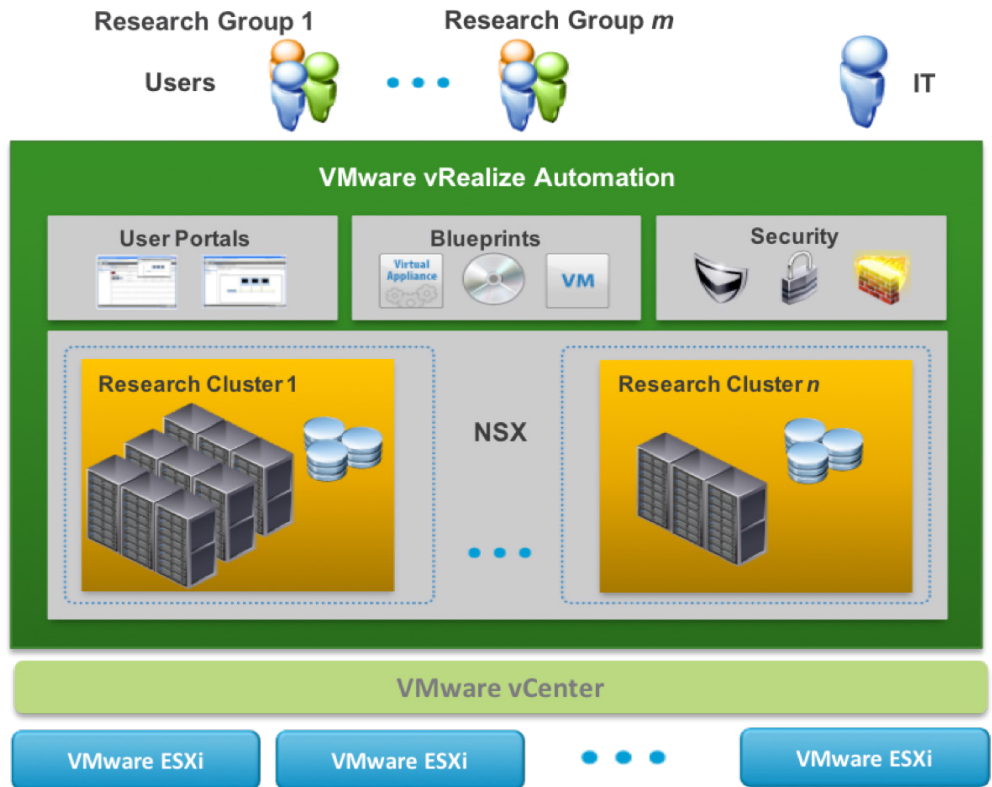 Research Group 1
Research Group m
Users
IT
VMware vRealize Automation
User Portals
Blueprints
Security
Virtual
Appliance
VM
Research Cluster 1
Research Cluster n
NSX
VMware vCenter
VMware ESXi
VMware ESXi
VMware ESXi